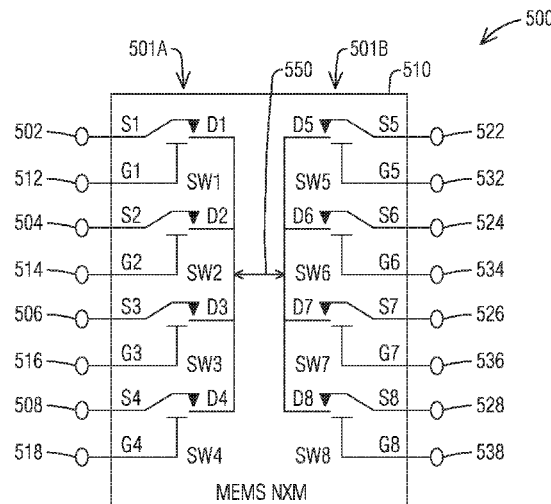 500
501A 550 501B 510
502 S1 D1 D5 S5 522
512 G1 SW1 SW5 G5 532
504 S2 D2 D6 S6 524
514 G2 SW2 SW6 G6 534
506 S3 D3 D7 S7 526
516 G3 SW3 SW7 G7 536
508 S4 D4 D8 S8 528
518 G4 SW4 SW8 G8 538
MEMS NXM